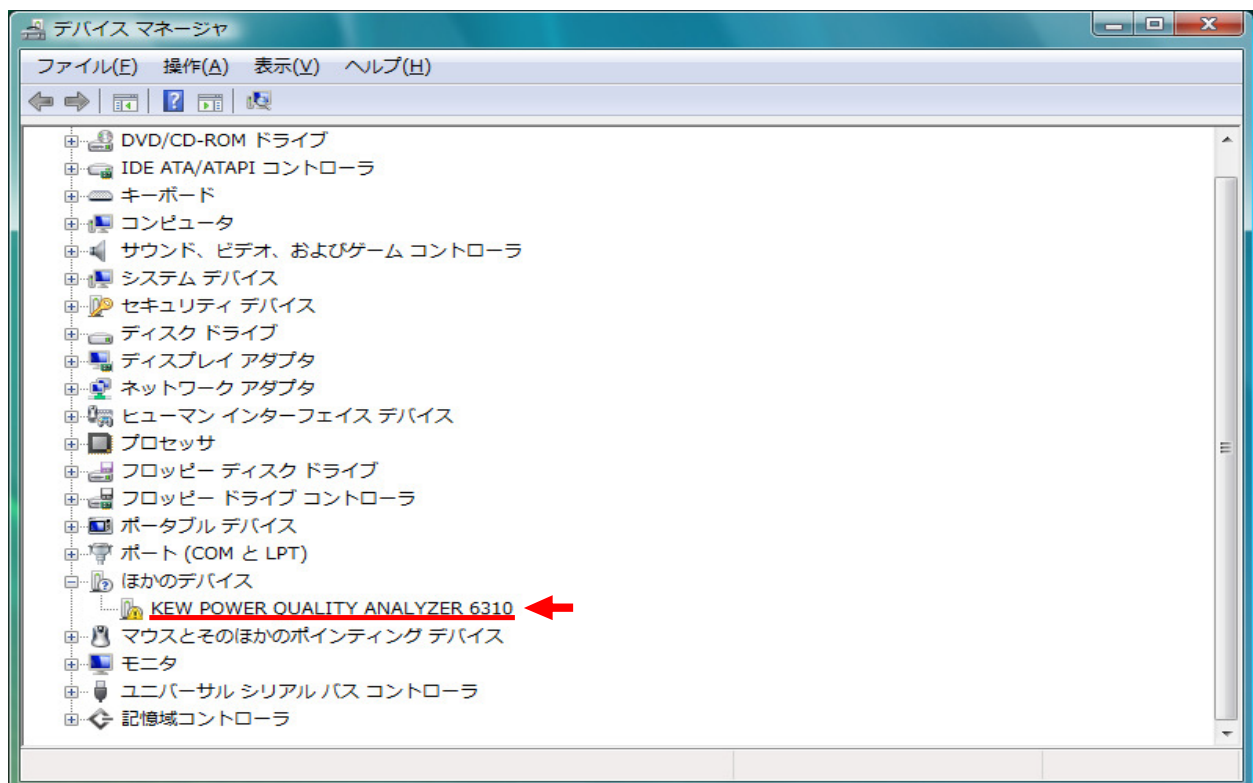 デバイス マネージャ
ファイル(F) 操作(A) 表示(V) ヘルプ(H)
DVD/CD-ROM ドライブ
IDE ATA/ATAPI コントローラ
キーボード
コンピュータ
サウンド、ビデオ、およびゲーム コントローラ
システム デバイス
セキュリティ デバイス
ディスク ドライブ
ディスプレイ アダプタ
ネットワーク アダプタ
ヒューマン インターフェイス デバイス
プロセッサ
フロッピー ディスク ドライブ
フロッピー ドライブ コントローラ
ポータブル デバイス
ポート (COM と LPT)
ほかのデバイス
KEW POWER QUALITY ANALYZER 6310
マウスとそのほかのポインティング デバイス
モニタ
ユニバーサル シリアル バス コントローラ
記憶域コントローラ